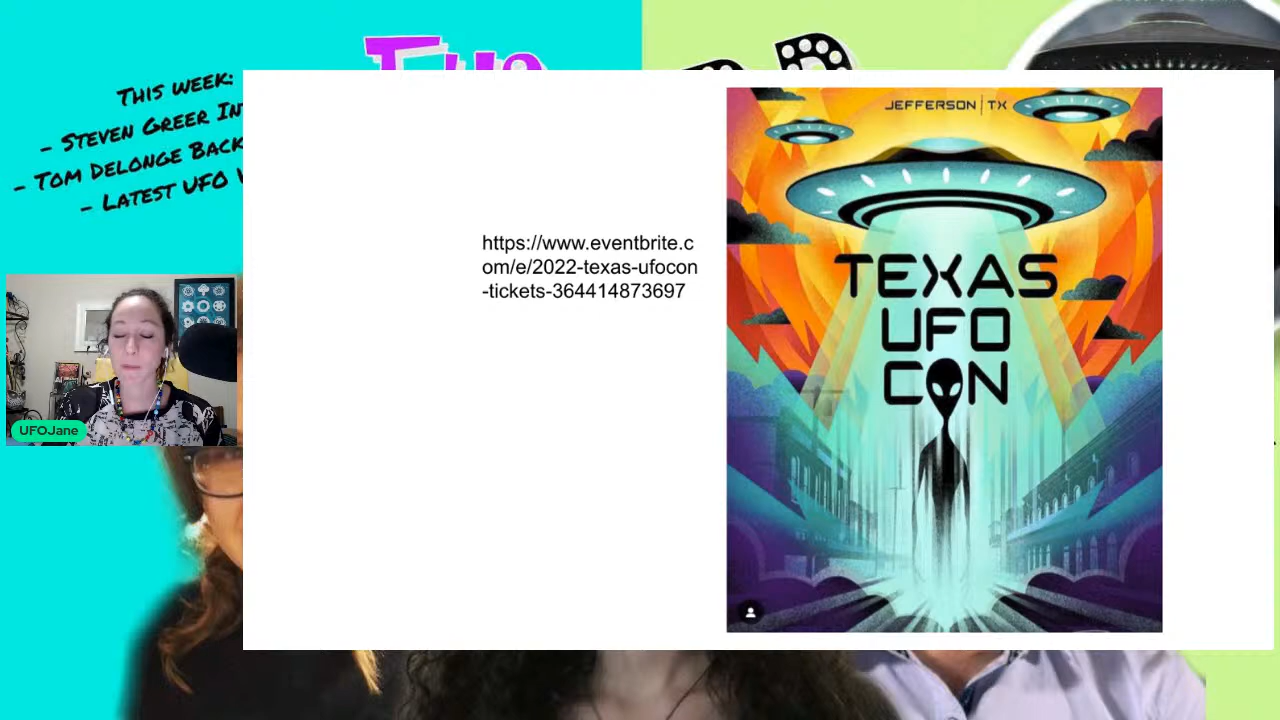 THIS WEEK:
- STEVEN GREER
- TOM DELONGE BACK
- LATEST UFO
https://www.eventbrite.c
om/e/2022-texas-ufocon
-tickets-364414873697
JEFFERSON | TX
TEXAS
UFO
CON
UFOJane